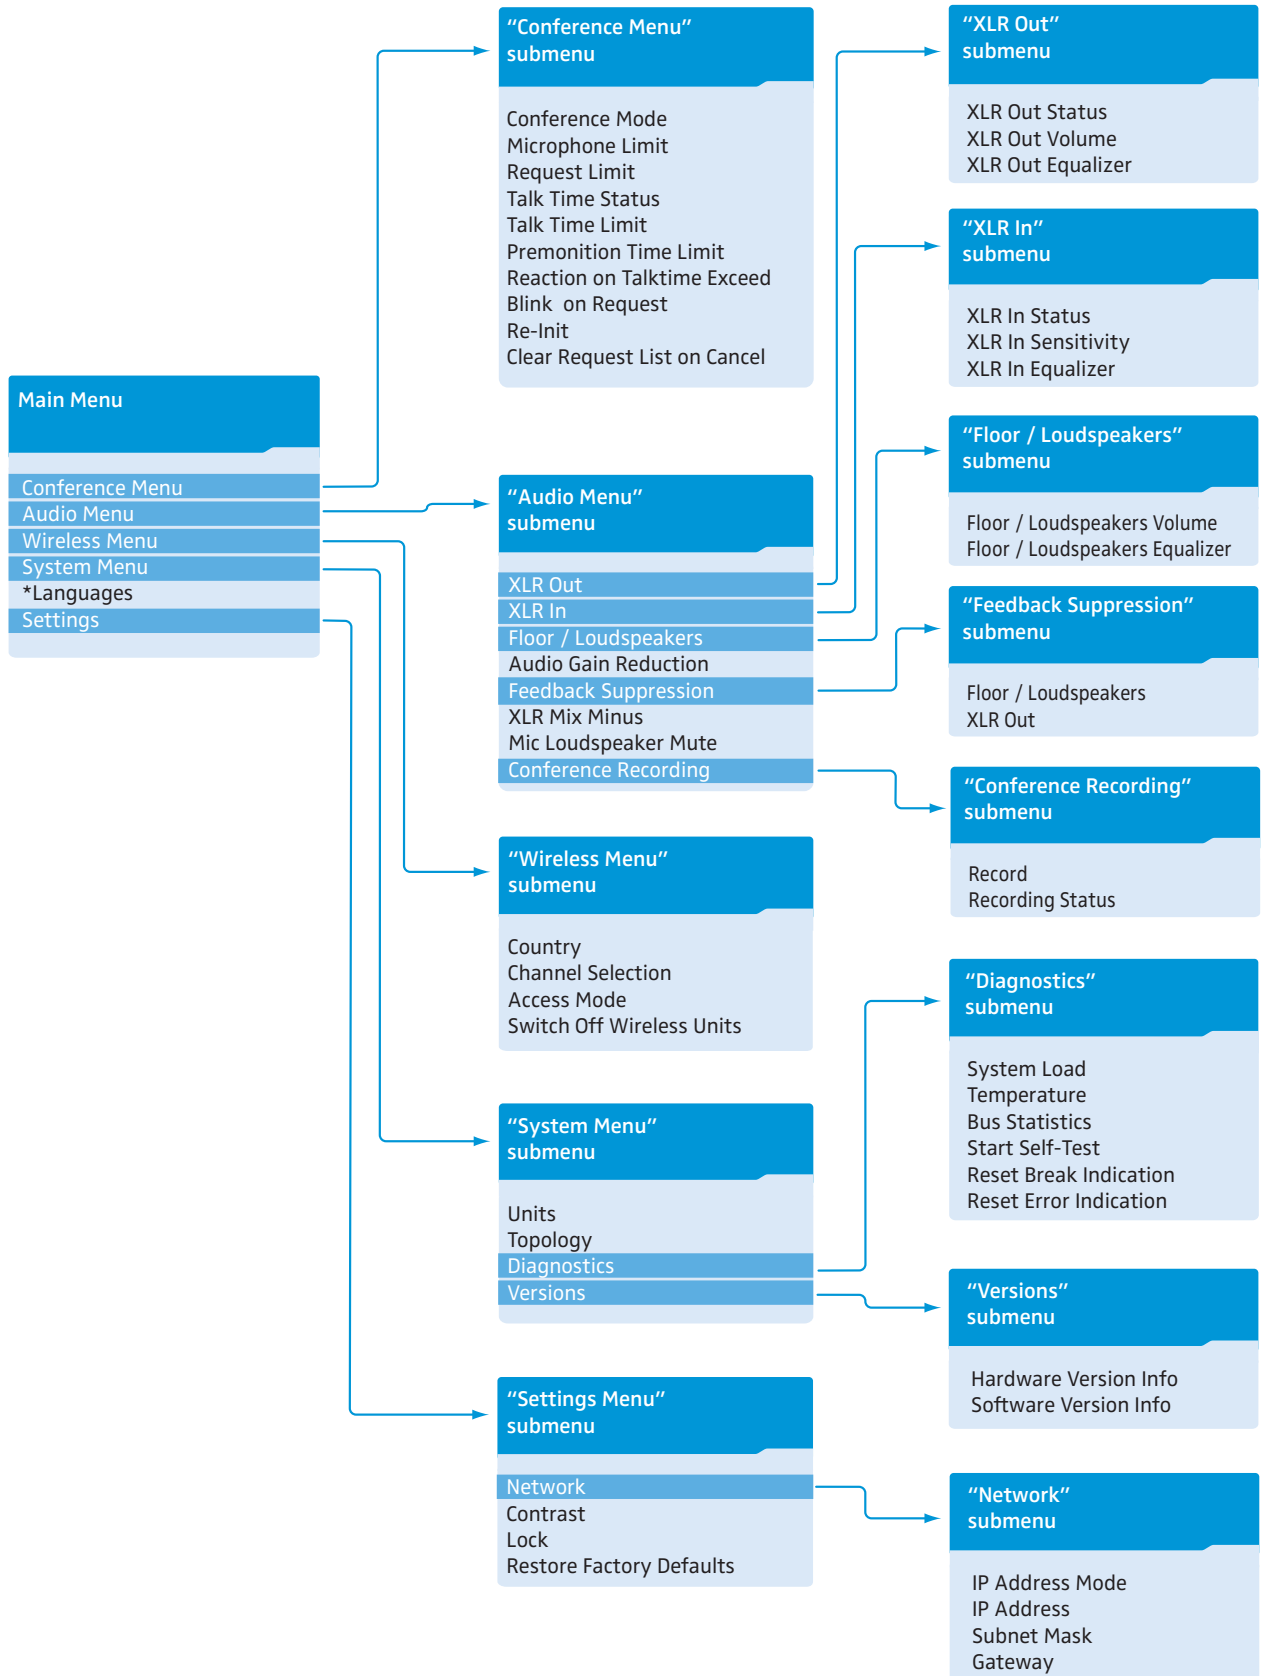 Main Menu
Conference Menu
Audio Menu
Wireless Menu
System Menu
*Languages
Settings
“Conference Menu”
submenu
Conference Mode
Microphone Limit
Request Limit
Talk Time Status
Talk Time Limit
Premonition Time Limit
Reaction on Talktime Exceed
Blink on Request
Re-Init
Clear Request List on Cancel
“Audio Menu”
submenu
XLR Out
XLR In
Floor / Loudspeakers
Audio Gain Reduction
Feedback Suppression
XLR Mix Minus
Mic Loudspeaker Mute
Conference Recording
“Wireless Menu”
submenu
Country
Channel Selection
Access Mode
Switch Off Wireless Units
“System Menu”
submenu
Units
Topology
Diagnostics
Versions
“Settings Menu”
submenu
Network
Contrast
Lock
Restore Factory Defaults
“XLR Out”
submenu
XLR Out Status
XLR Out Volume
XLR Out Equalizer
“XLR In”
submenu
XLR In Status
XLR In Sensitivity
XLR In Equalizer
“Floor / Loudspeakers”
submenu
Floor / Loudspeakers Volume
Floor / Loudspeakers Equalizer
“Feedback Suppression”
submenu
Floor / Loudspeakers
XLR Out
“Conference Recording”
submenu
Record
Recording Status
“Diagnostics”
submenu
System Load
Temperature
Bus Statistics
Start Self-Test
Reset Break Indication
Reset Error Indication
“Versions”
submenu
Hardware Version Info
Software Version Info
“Network”
submenu
IP Address Mode
IP Address
Subnet Mask
Gateway